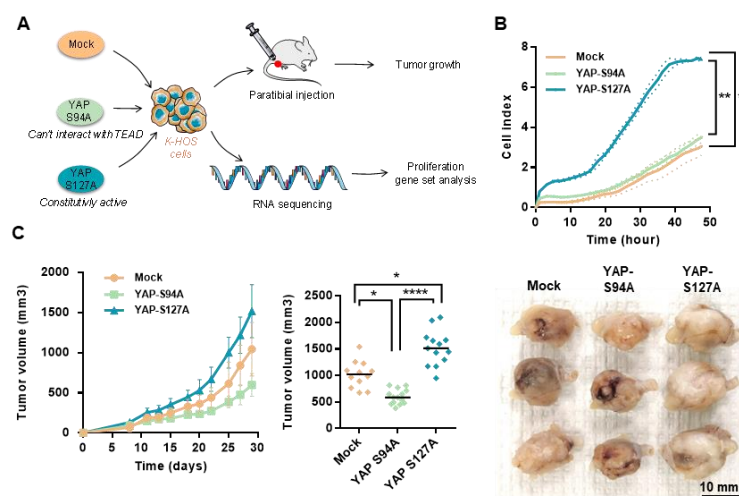 A
Mock
YAP
S94A
Can't interact with TEAD
YAP
S127A
Constitutivly active
K-HOS
cells
Paratibial injection
Tumor growth
RNA sequencing
Proliferation
gene set analysis
B
Mock
YAP-S94A
YAP-S127A
Cell index
8
6
4
2
0
0 10 20 30 40 50
Time (hour)
**
C
Mock
YAP-S94A
YAP-S127A
Tumor volume (mm3)
2000
1500
1000
500
0
0 5 10 15 20 25 30
Time (days)
Tumor volume (mm3)
2500
2000
1500
1000
500
0
*
* ****
Mock
YAP S94A
YAP S127A
Mock
YAP-
S94A
YAP-
S127A
10 mm